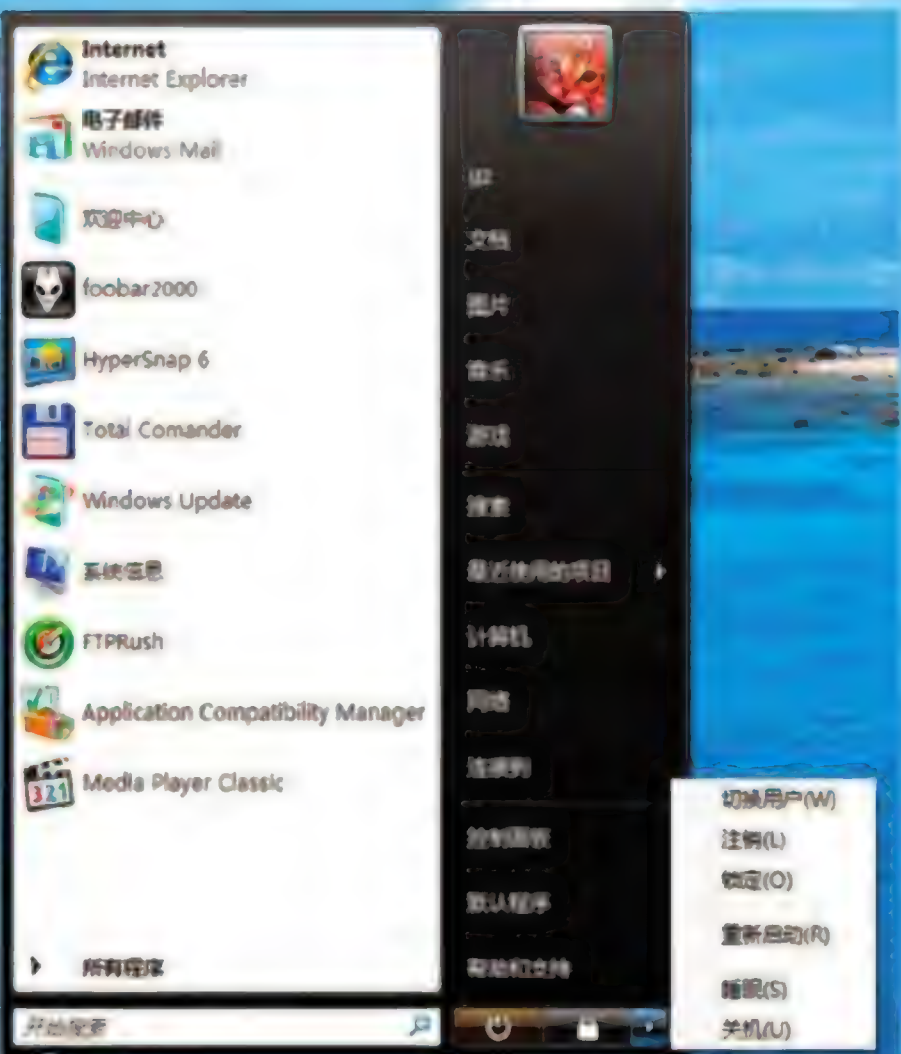 Internet
Internet Explorer
电子邮件
Windows Mail
欢迎中心
foobar2000
HyperSnap 6
Total Comander
Windows Update
系统信息
FTPRush
Application Compatibility Manager
Media Player Classic
所有程序
开始搜索
文档
图片
音乐
游戏
搜索
最近使用的项目
计算机
网络
连接到
控制面板
默认程序
帮助和支持
切换用户(W)
注销(L)
锁定(O)
重新启动(R)
睡眠(S)
关机(U)